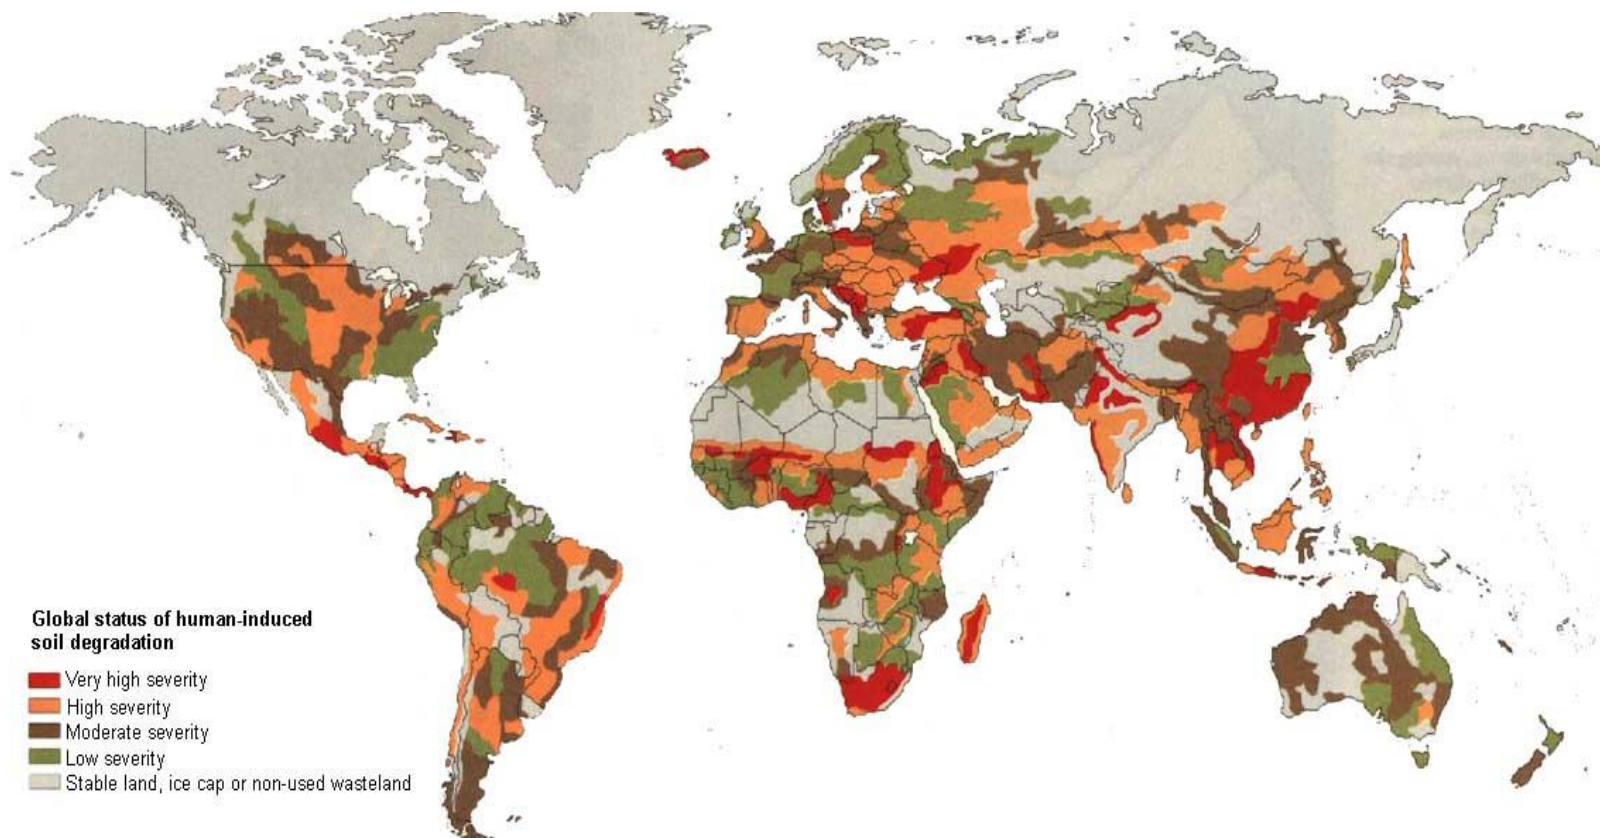 Global status of human-induced
soil degradation
Very high severity
High severity
Moderate severity
Low severity
Stable land, ice cap or non-used wasteland